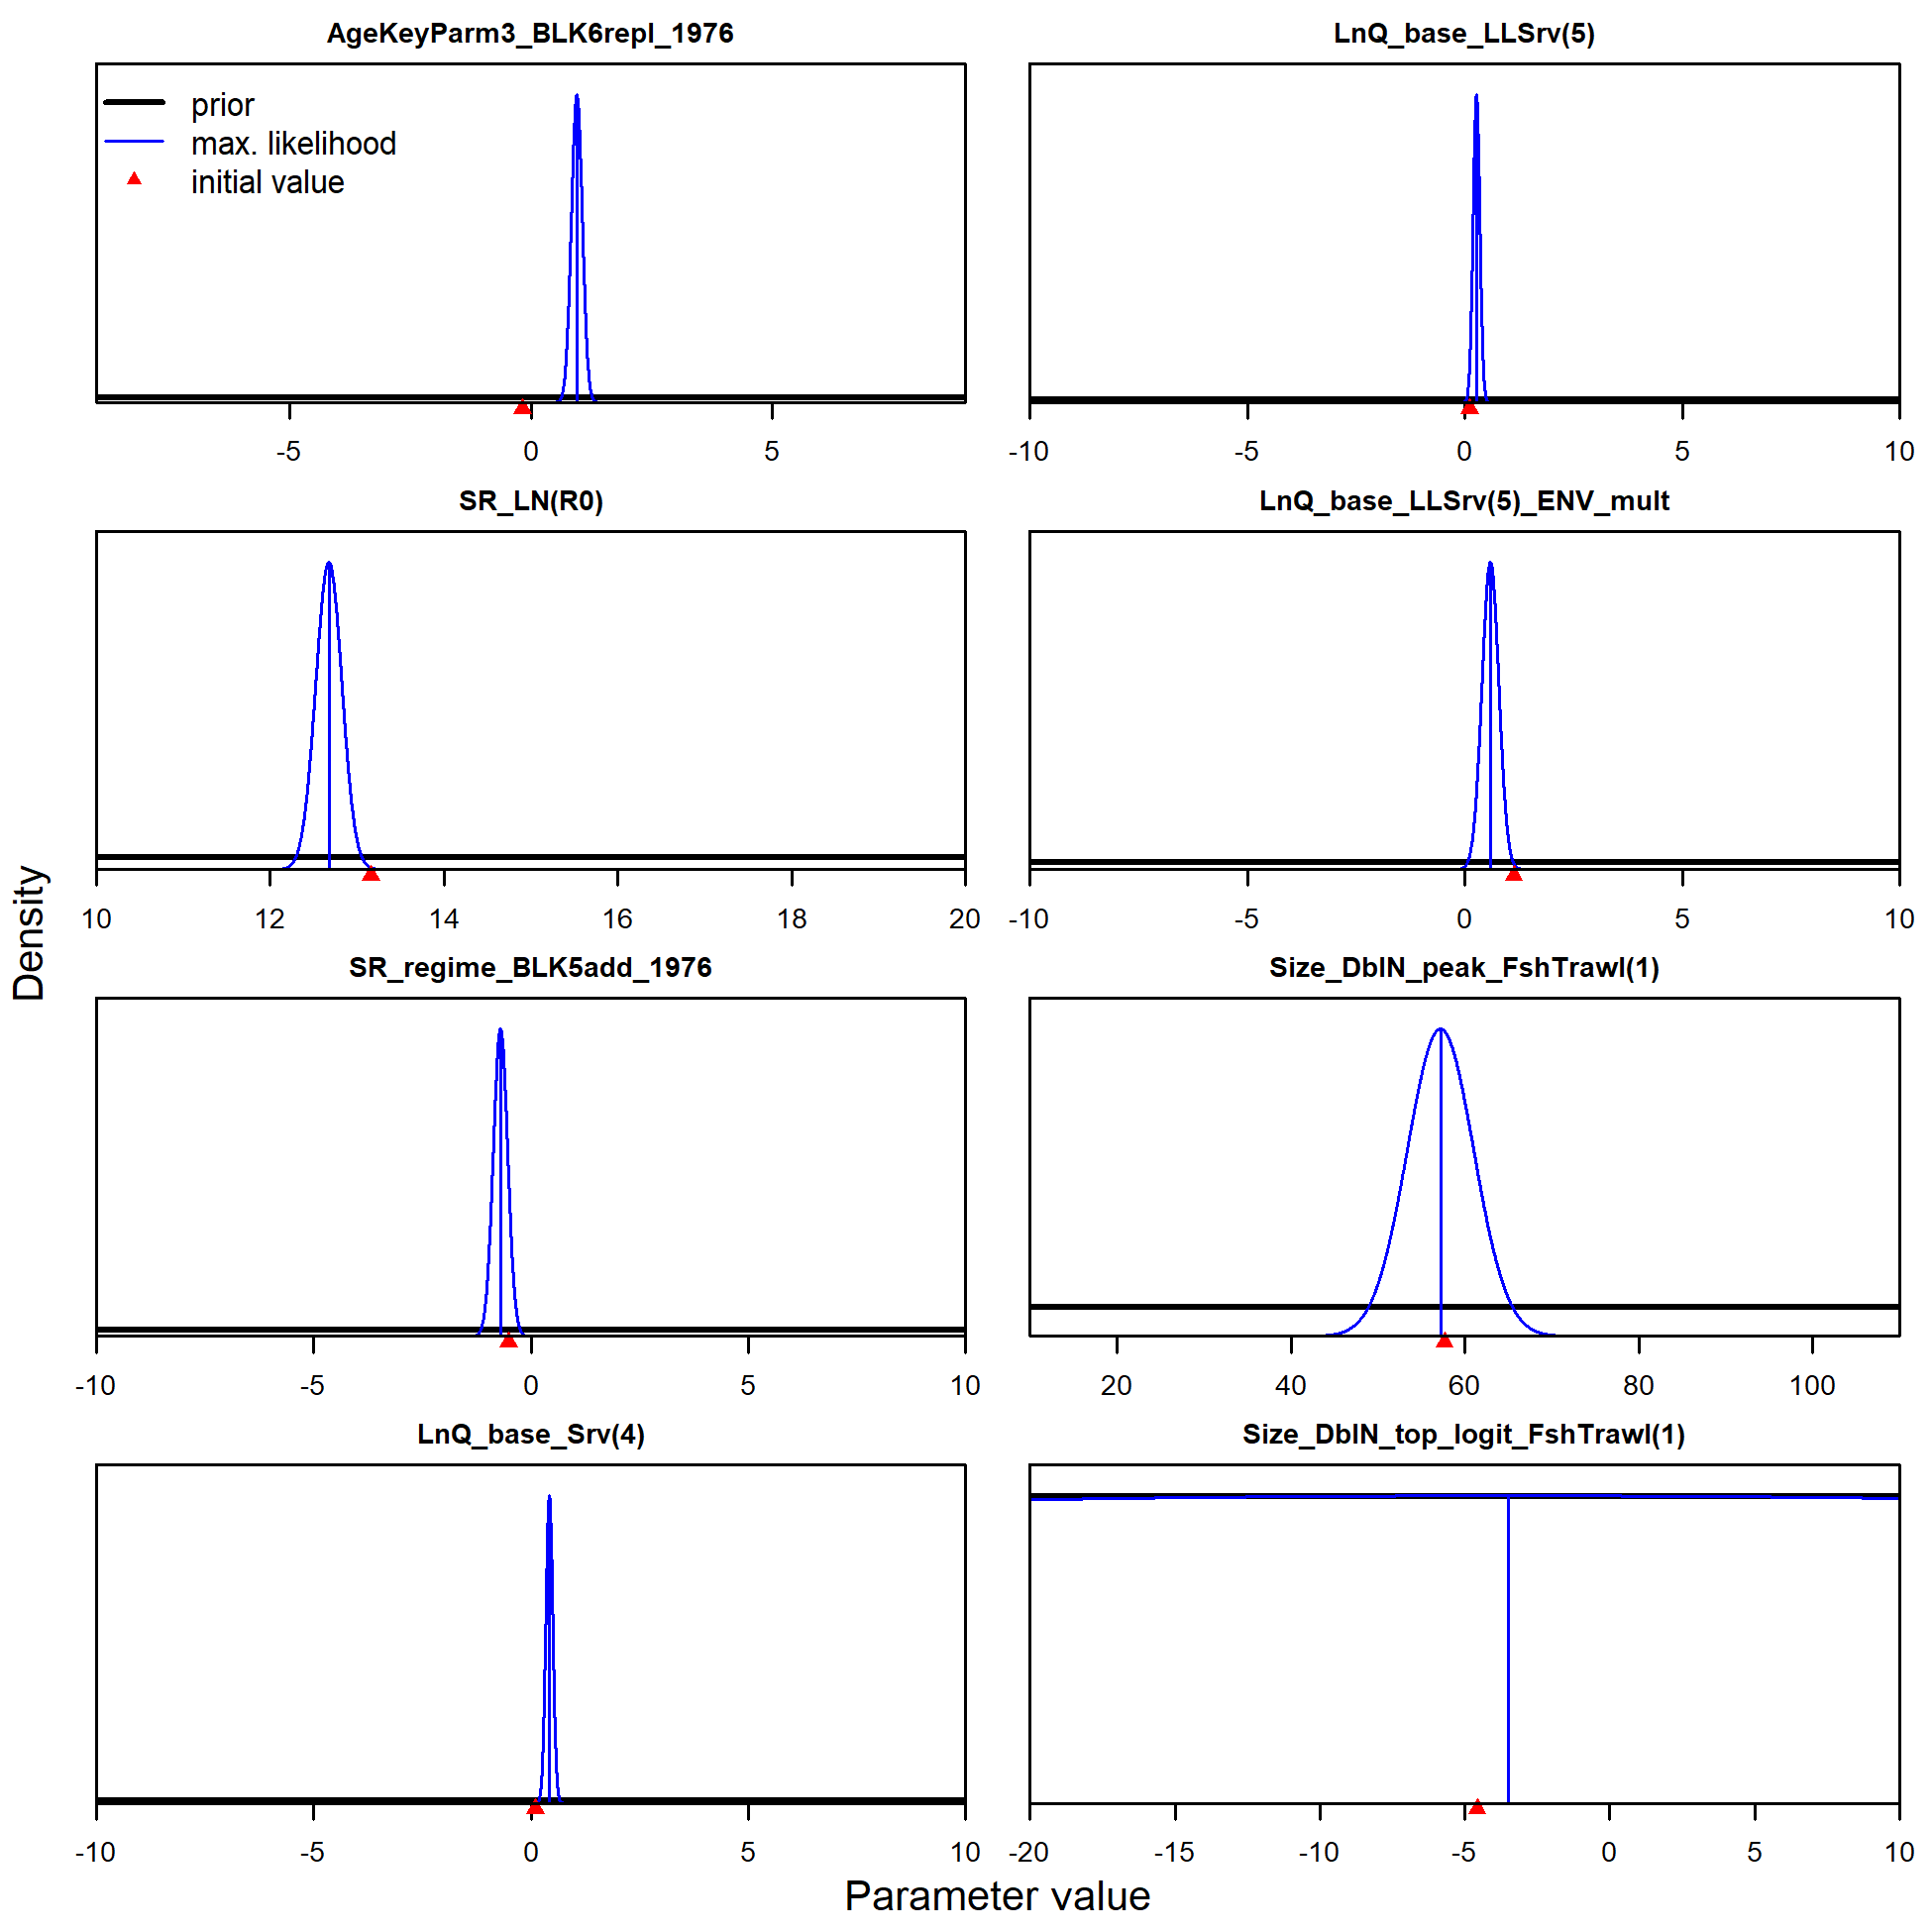 AgeKeyParm3_BLK6repl_1976
prior
max. likelihood
initial value
-5 0 5
LnQ_base_LLSrv(5)
-10 -5 0 5 10
SR_LN(R0)
10 12 14 16 18 20
LnQ_base_LLSrv(5)_ENV_mult
-10 -5 0 5 10
SR_regime_BLK5add_1976
-10 -5 0 5 10
Size_DblN_peak_FshTrawl(1)
20 40 60 80 100
LnQ_base_Srv(4)
-10 -5 0 5 10
Size_DblN_top_logit_FshTrawl(1)
-20 -15 -10 -5 0 5 10
Density
Parameter value